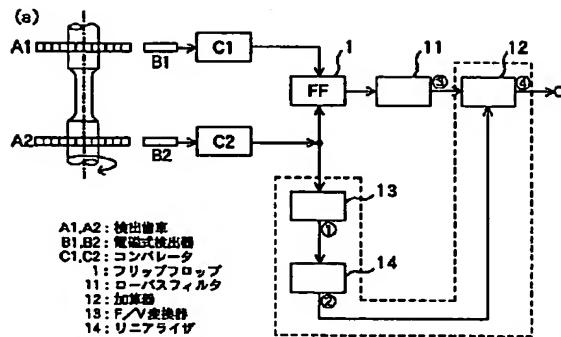 (a)
A1
B1
C1
1
FF
11
③
12
④
A2
B2
C2
13
①
14
②
A1,A2：検出歯車
B1,B2：電磁式検出器
C1,C2：コンパレータ
1：フリップフロップ
11：ローパスフィルタ
12：加算器
13：F／V変換器
14：リニアライザ